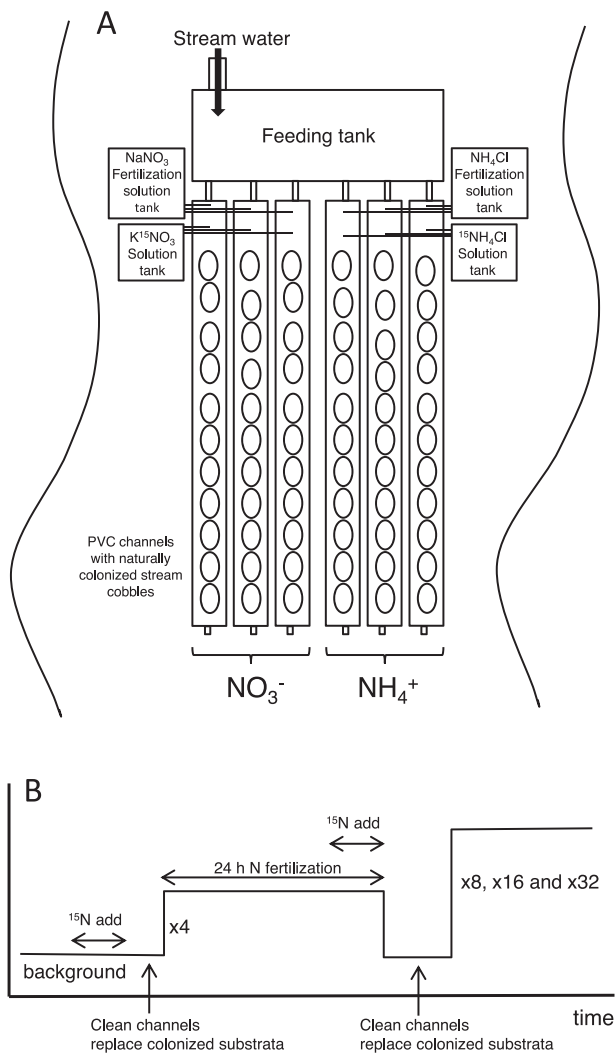 A
Stream water
Feeding tank
NaNO₃
Fertilization
solution
tank
NH₄Cl
Fertilization
solution
tank
K¹⁵NO₃
Solution
tank
¹⁵NH₄Cl
Solution
tank
PVC channels
with naturally
colonized stream
cobbles
NO₃⁻
NH₄⁺
B
¹⁵N add
24 h N fertilization
¹⁵N add
x4
x8, x16 and x32
background
time
Clean channels
replace colonized substrata
Clean channels
replace colonized substrata